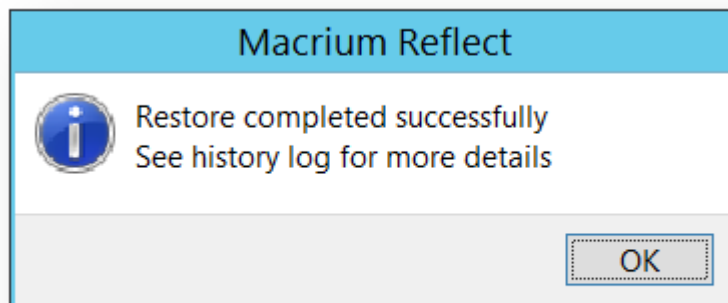 Macrium Reflect
Restore completed successfully
See history log for more details
OK